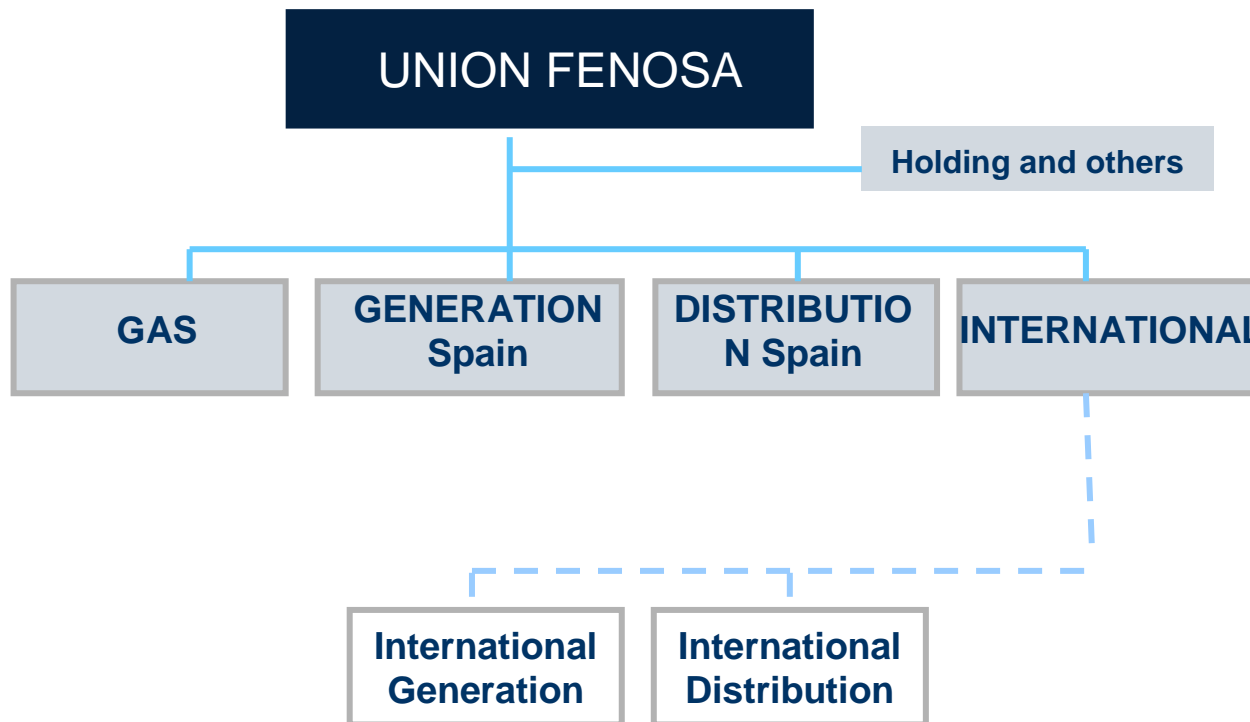 UNION FENOSA
Holding and others
GAS
GENERATION
Spain
DISTRIBUTIO
N Spain
INTERNATIONAL
International
Generation
International
Distribution